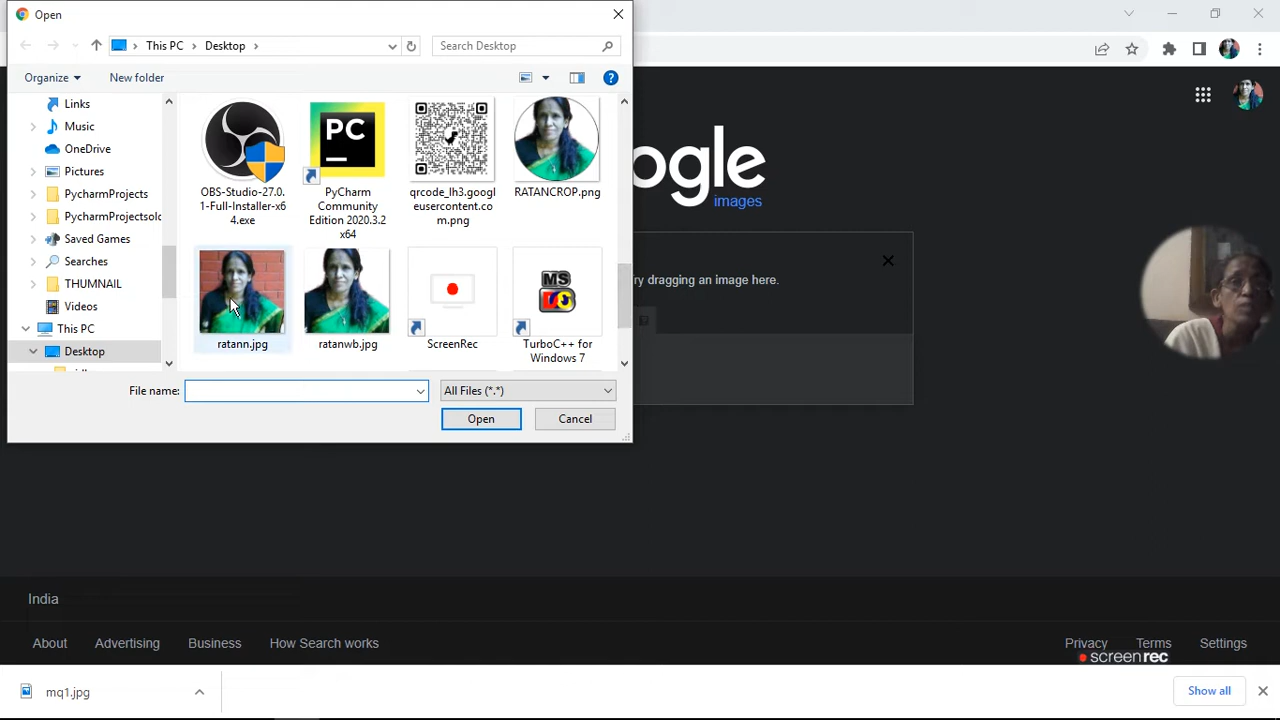 Open
This PC
Desktop
Search Desktop
Organize
New folder
Links
Music
OneDrive
Pictures
PycharmProjects
PycharmProjectsolc
Saved Games
Searches
THUMNAIL
Videos
This PC
Desktop
OBS-Studio-27.0.
1-Full-Installer-x6
4.exe
PC
PyCharm
Community
Edition 2020.3.2
x64
qrcode_lh3.googl
eusercontent.co
m.png
RATANCROP.png
ratann.jpg
ratanwb.jpg
ScreenRec
MS
TurboC++ for
Windows 7
File name:
All Files (*.*)
Open
Cancel
ogle
images
ry dragging an image here.
India
About
Advertising
Business
How Search works
Privacy
Terms
Settings
screenrec
mq1.jpg
Show all